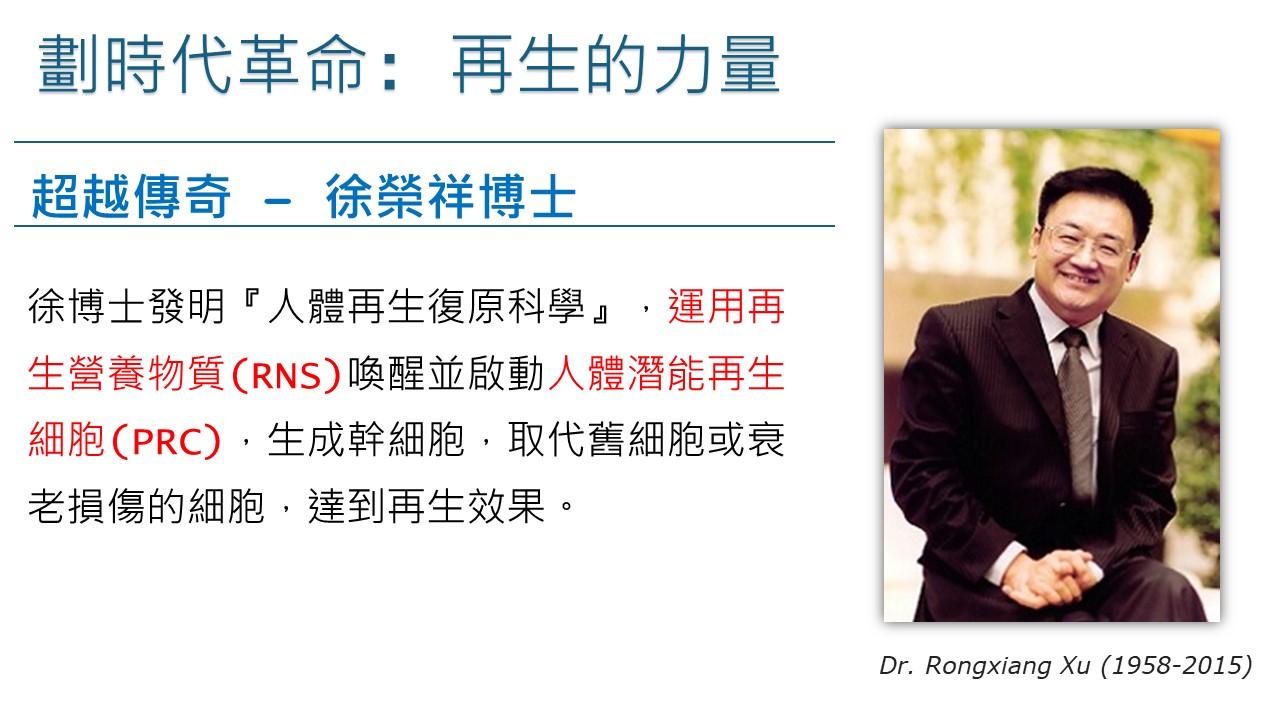 劃時代革命： 再生的力量
超越傳奇 – 徐榮祥博士
徐博士發明『人體再生復原科學』，運用再
生營養物質(RNS)喚醒並啟動人體潛能再生
細胞(PRC)，生成幹細胞，取代舊細胞或衰
老損傷的細胞，達到再生效果。
Dr. Rongxiang Xu (1958-2015)